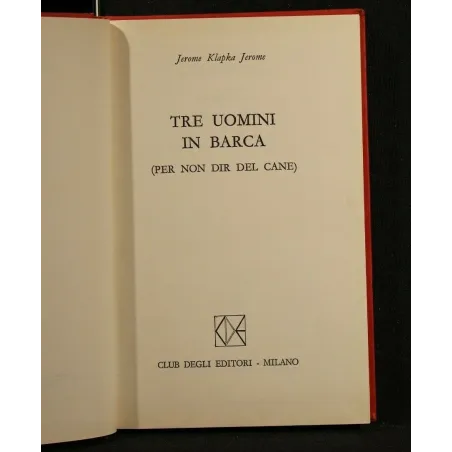 Jerome Klapka Jerome
TRE UOMINI
IN BARCA
(PER NON DIR DEL CANE)
CLUB DEGLI EDITORI - MILANO